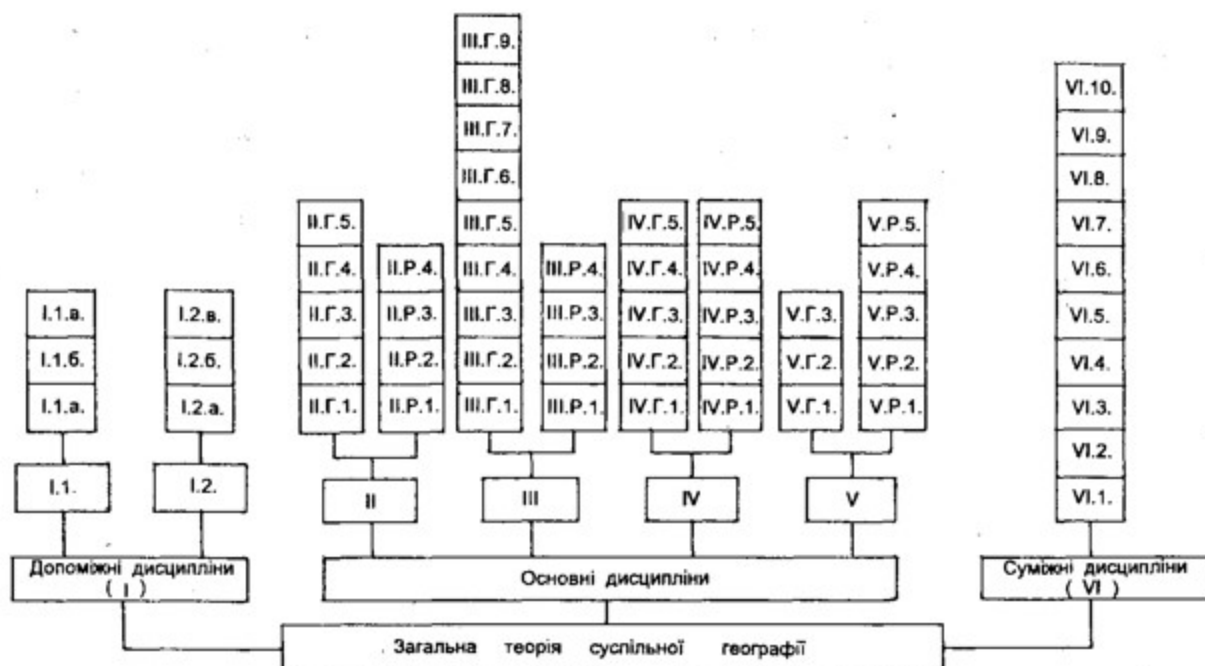 III.Г.9.
III.Г.8. VI.10.
III.Г.7. VI.9.
III.Г.6. VI.8.
II.Г.5. III.Г.5. IV.Г.5. IV.Р.5. V.Р.5. VI.7.
II.Г.4. II.Р.4. III.Г.4. III.Р.4. IV.Г.4. IV.Р.4. V.Р.4. VI.6.
I.1.в. I.2.в. II.Г.3. II.Р.3. III.Г.3. III.Р.3. IV.Г.3. IV.Р.3. V.Г.3. V.Р.3. VI.5.
I.1.б. I.2.б. II.Г.2. II.Р.2. III.Г.2. III.Р.2. IV.Г.2. IV.Р.2. V.Г.2. V.Р.2. VI.4.
I.1.а. I.2.а. II.Г.1. II.Р.1. III.Г.1. III.Р.1. IV.Г.1. IV.Р.1. V.Г.1. V.Р.1. VI.3.
VI.2.
I.1. I.2. II III IV V VI.1.
Допоміжні дисципліни
( I )
Основні дисципліни
Суміжні дисципліни
( VI )
Загальна теорія суспільної географії